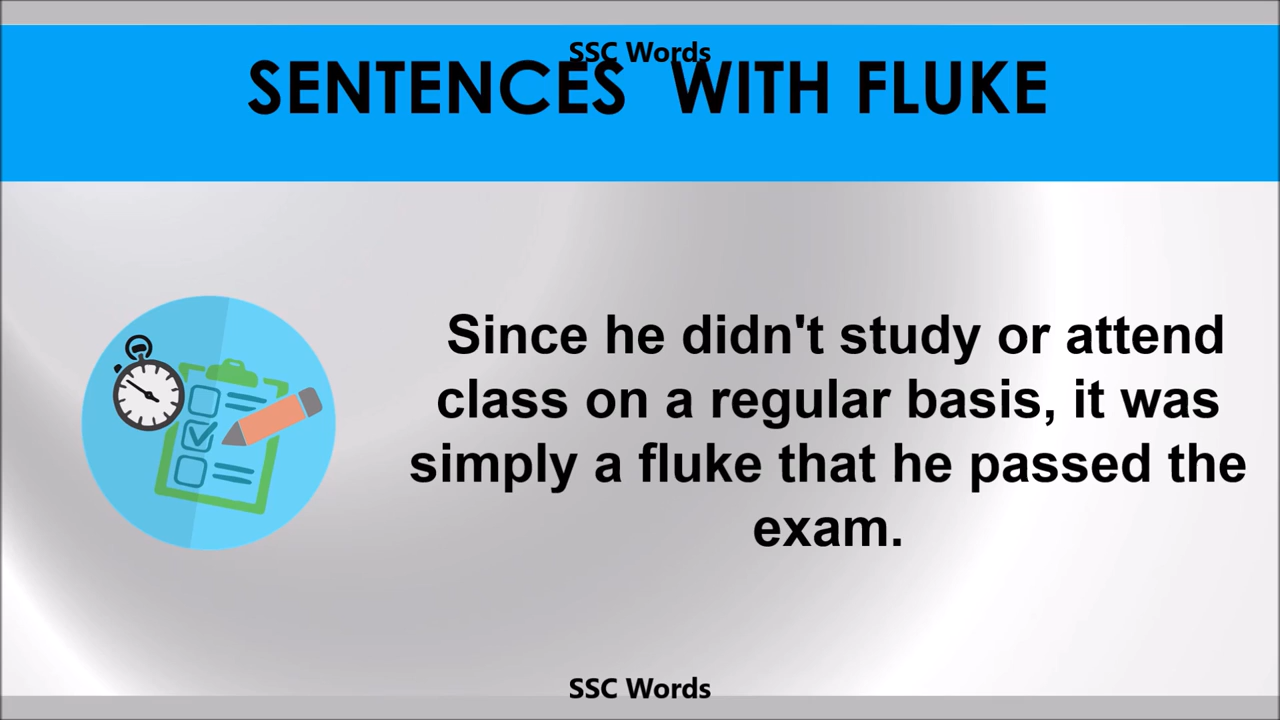 SSC Words
SENTENCES WITH FLUKE
Since he didn't study or attend
class on a regular basis, it was
simply a fluke that he passed the
exam.
SSC Words